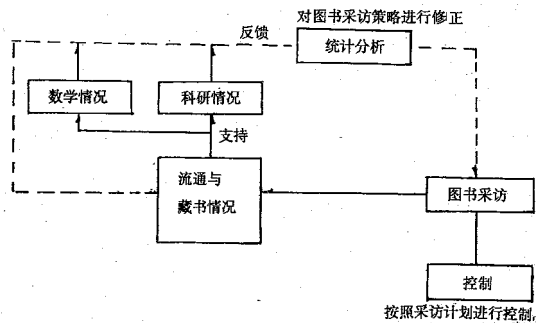 对图书采访策略进行修正
反馈
统计分析
数学情况
科研情况
支持
流通与
藏书情况
图书采访
控制
按照采访计划进行控制,